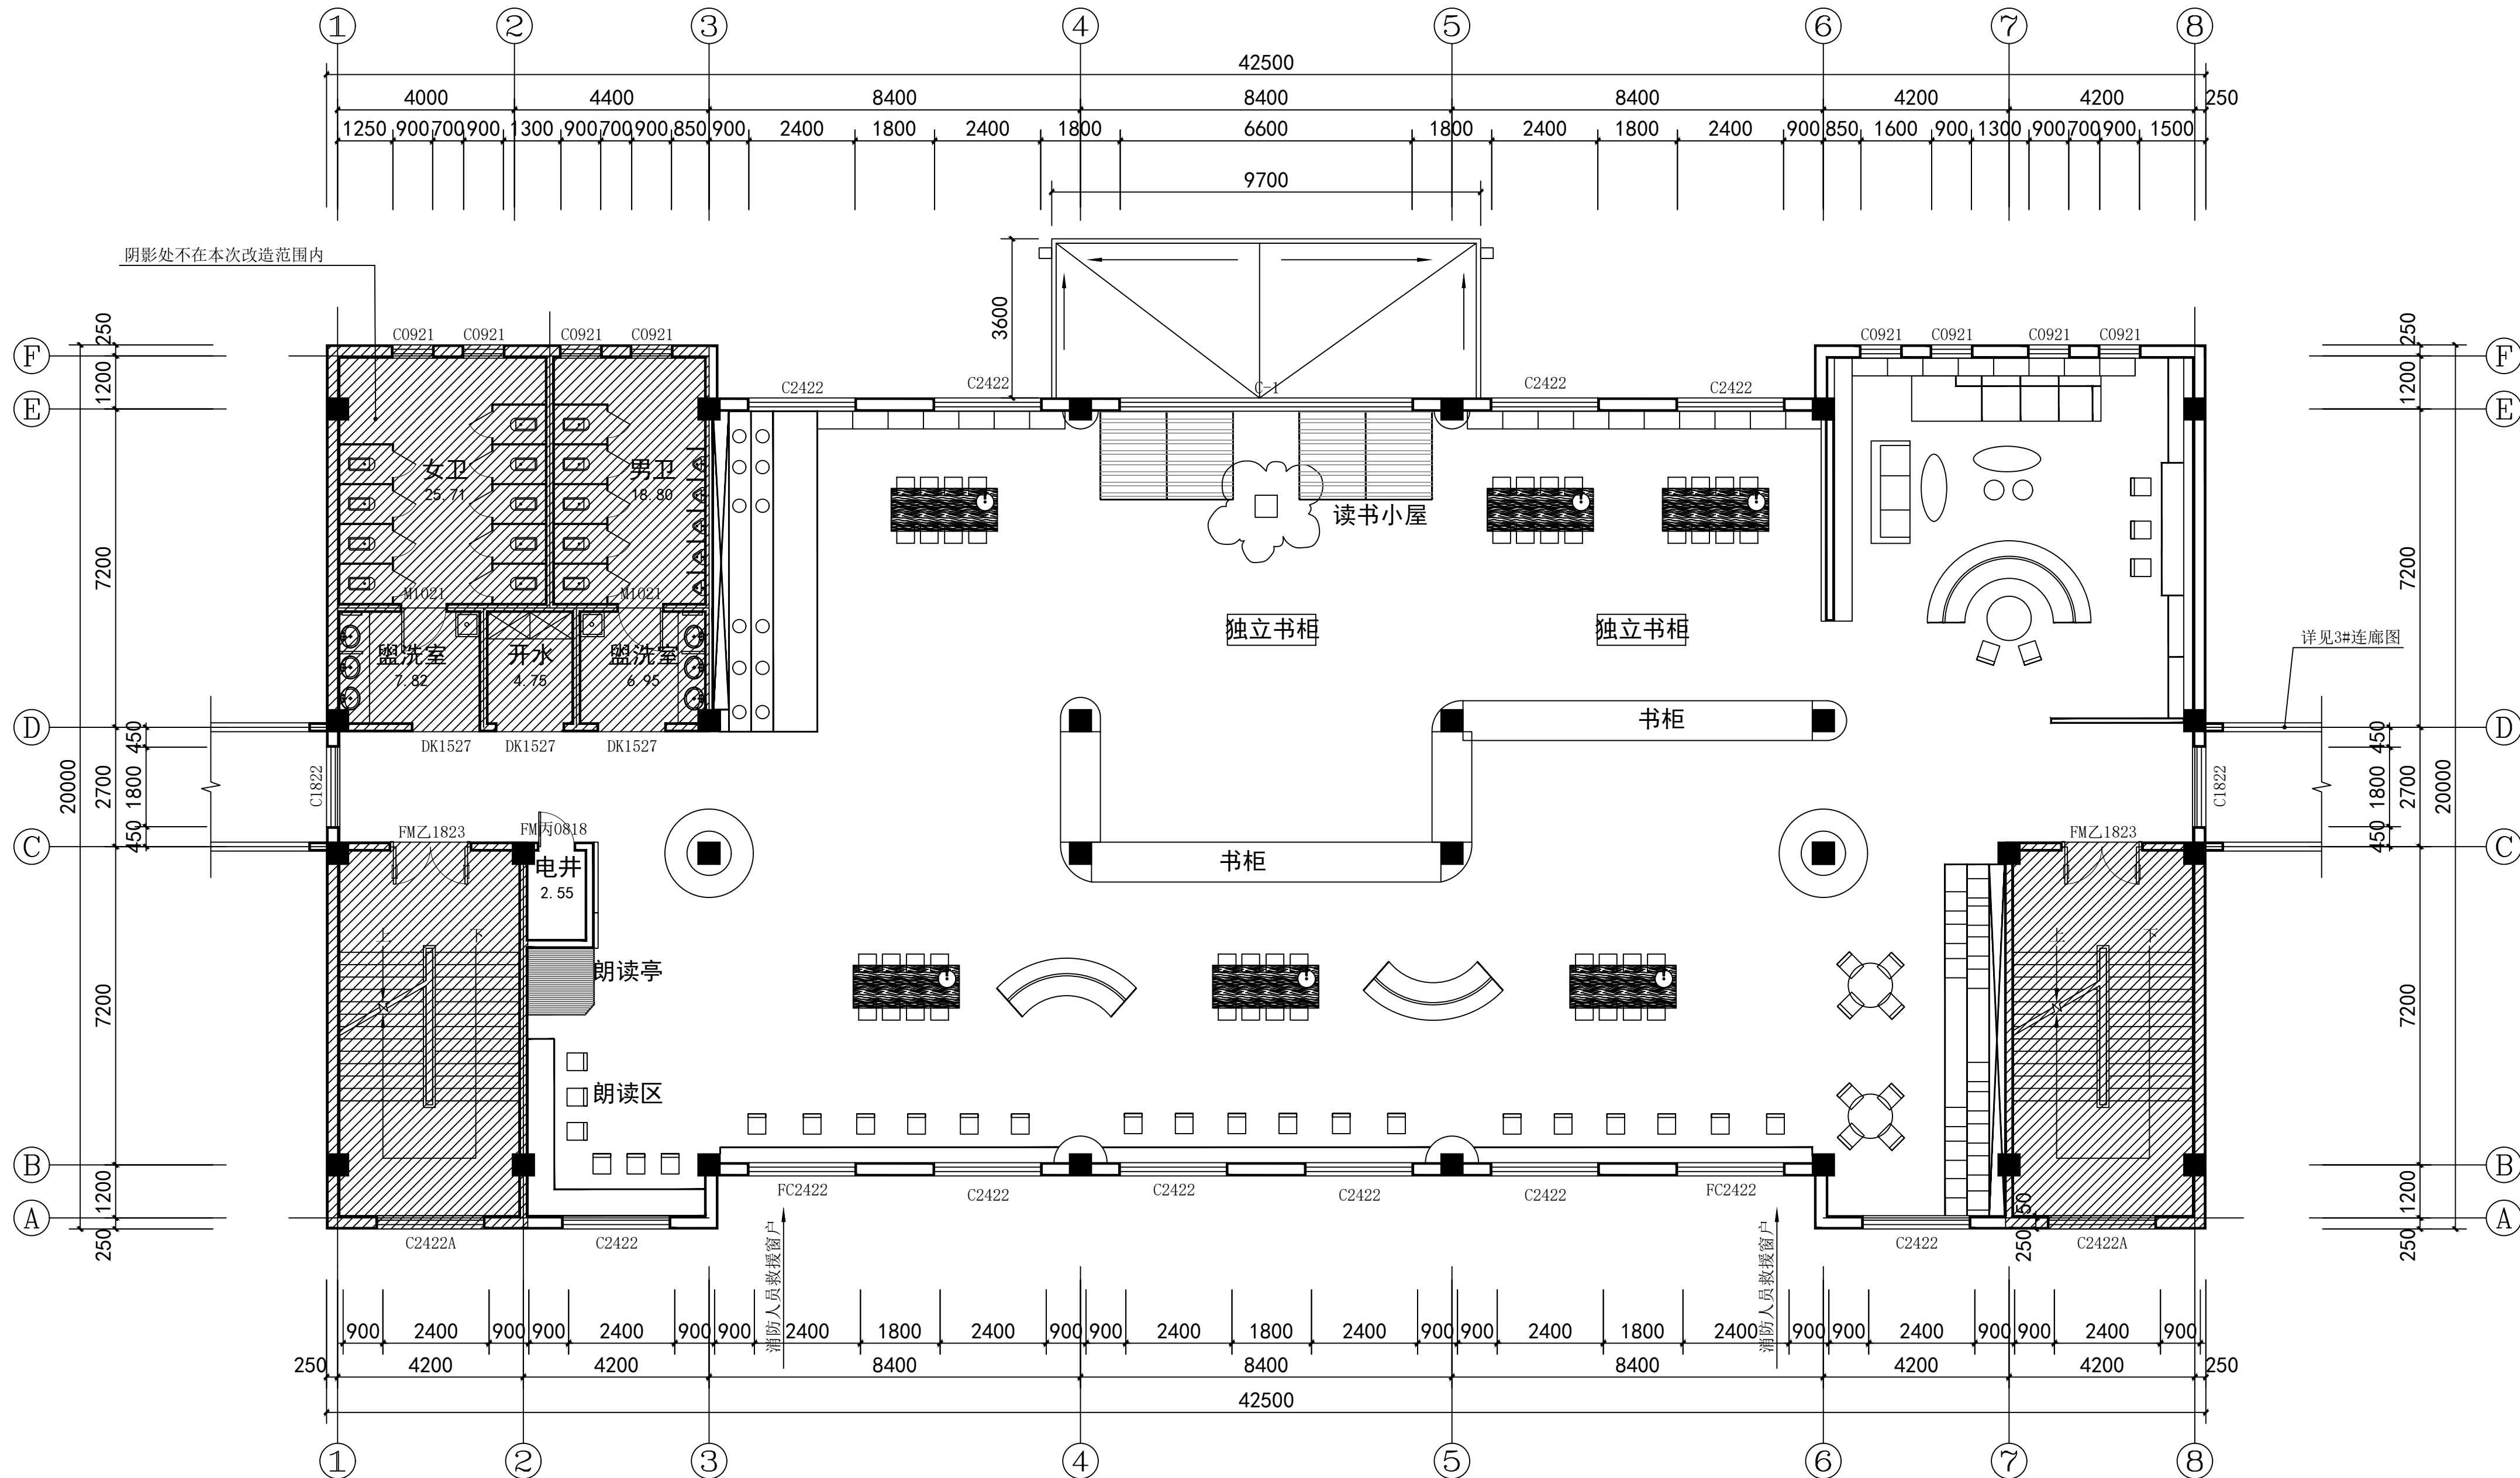 ① ② ③ ④ ⑤ ⑥ ⑦ ⑧
42500
4000 4400 8400 8400 8400 4200 4200 250
1250 900 700 900 1300 900 700 900 850 900 2400 1800 2400 1800 6600 1800 2400 1800 2400 900 850 1600 900 1300 900 700 900 1500
9700
3600
阴影处不在本次改造范围内
C0921 C0921 C0921 C0921
C0921 C0921 C0921 C0921
C2422 C2422 C-1 C2422 C2422
F
E
D
C
B
A
250
1200
7200
450
1800
450
2700
20000
7200
1200
250
F
E
D
C
B
A
250
1200
7200
450
1800
450
2700
20000
7200
1200
250
女卫
25.71
男卫
18.80
读书小屋
M1021 M1021
独立书柜 独立书柜
盥洗室
7.82
开水
4.75
盥洗室
6.95
详见3#连廊图
DK1527 DK1527 DK1527
书柜
C1822
C1822
FM乙1823 FM丙0818
FM乙1823
电井
2.55
书柜
上 下
上 下
朗读亭
朗读区
FC2422 C2422 C2422 C2422 C2422 FC2422
C2422A C2422 C2422 C2422A
250
消防人员救援窗户
消防人员救援窗户
900 2400 900 900 2400 900 900 2400 1800 2400 900 900 2400 1800 2400 900 900 2400 1800 2400 900 900 2400 900 900 2400 900
250 4200 4200 8400 8400 8400 4200 4200 250
42500
① ② ③ ④ ⑤ ⑥ ⑦ ⑧